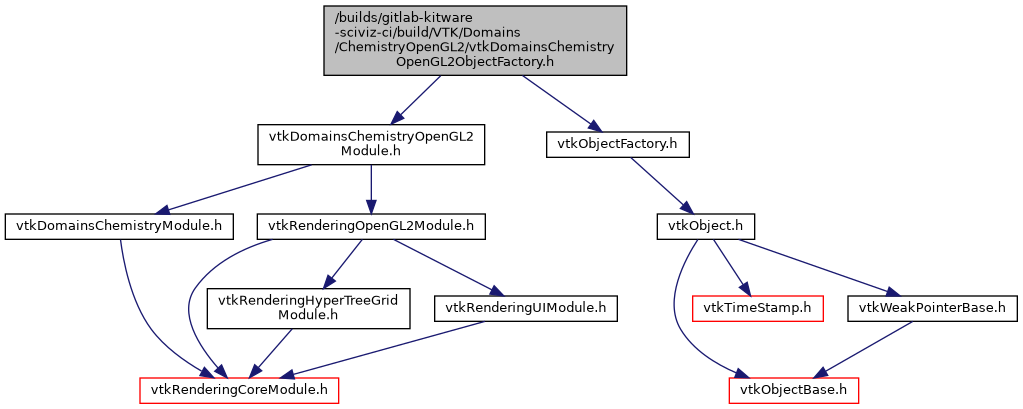 /builds/gitlab-kitware
-sciviz-ci/build/VTK/Domains
/ChemistryOpenGL2/vtkDomainsChemistry
OpenGL2ObjectFactory.h
vtkDomainsChemistryOpenGL2
Module.h
vtkObjectFactory.h
vtkDomainsChemistryModule.h
vtkRenderingOpenGL2Module.h
vtkObject.h
vtkRenderingHyperTreeGrid
Module.h
vtkRenderingUIModule.h
vtkTimeStamp.h
vtkWeakPointerBase.h
vtkRenderingCoreModule.h
vtkObjectBase.h